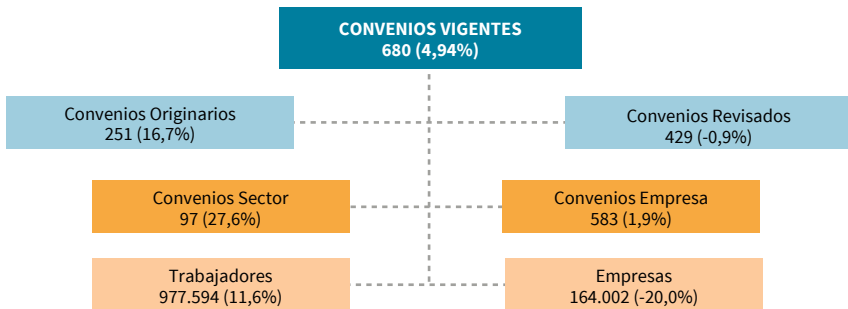 CONVENIOS VIGENTES
680 (4,94%)
Convenios Originarios
251 (16,7%)
Convenios Revisados
429 (-0,9%)
Convenios Sector
97 (27,6%)
Convenios Empresa
583 (1,9%)
Trabajadores
977.594 (11,6%)
Empresas
164.002 (-20,0%)